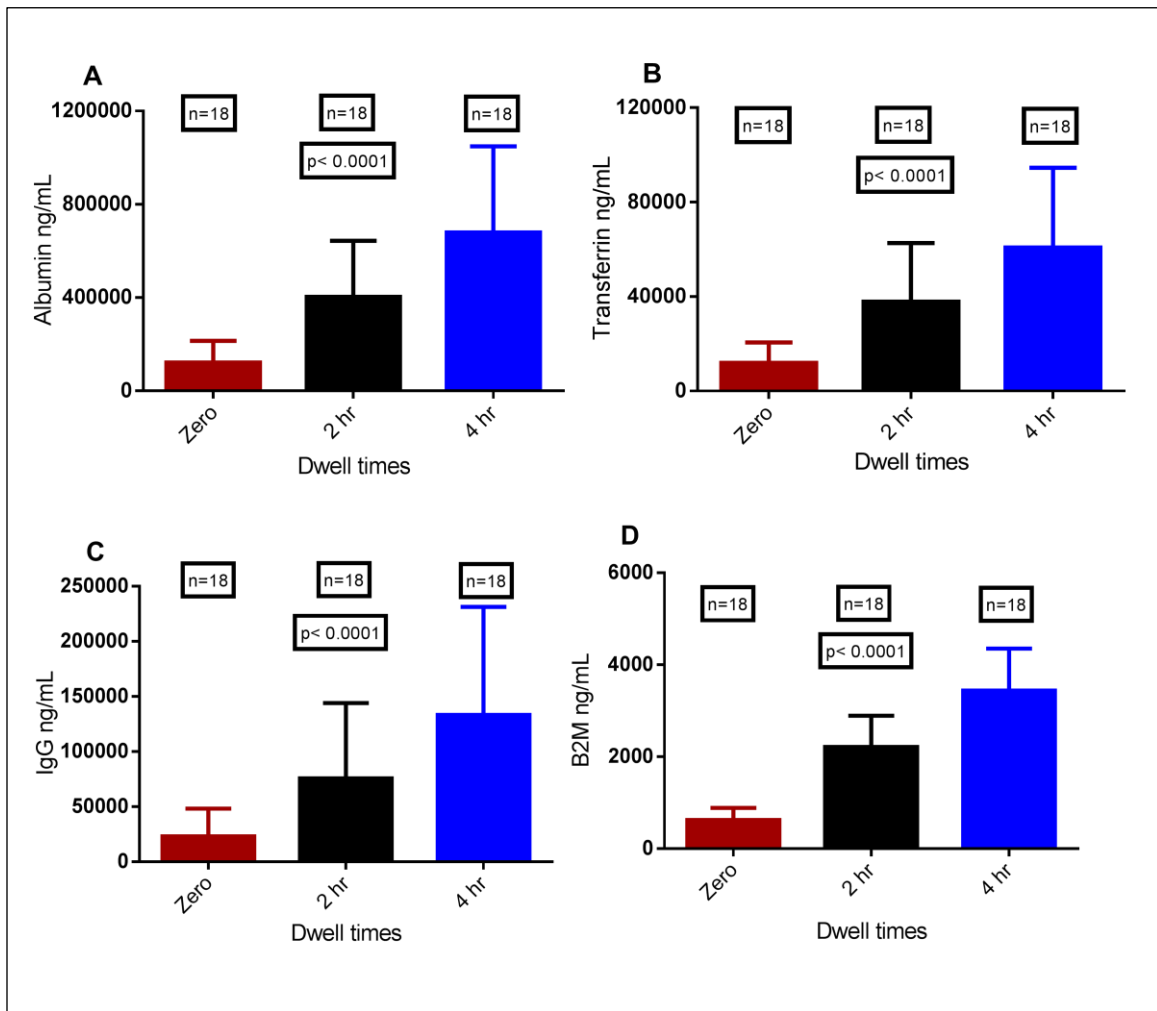 A
n=18
n=18
n=18
p< 0.0001
1200000
800000
400000
0
Albumin ng/mL
Zero
2 hr
4 hr
Dwell times
B
n=18
n=18
n=18
p< 0.0001
120000
80000
40000
0
Transferrin ng/mL
Zero
2 hr
4 hr
Dwell times
C
n=18
n=18
n=18
p< 0.0001
250000
200000
150000
100000
50000
0
IgG ng/mL
Zero
2 hr
4 hr
Dwell times
D
n=18
n=18
n=18
p< 0.0001
6000
4000
2000
0
B2M ng/mL
Zero
2 hr
4 hr
Dwell times